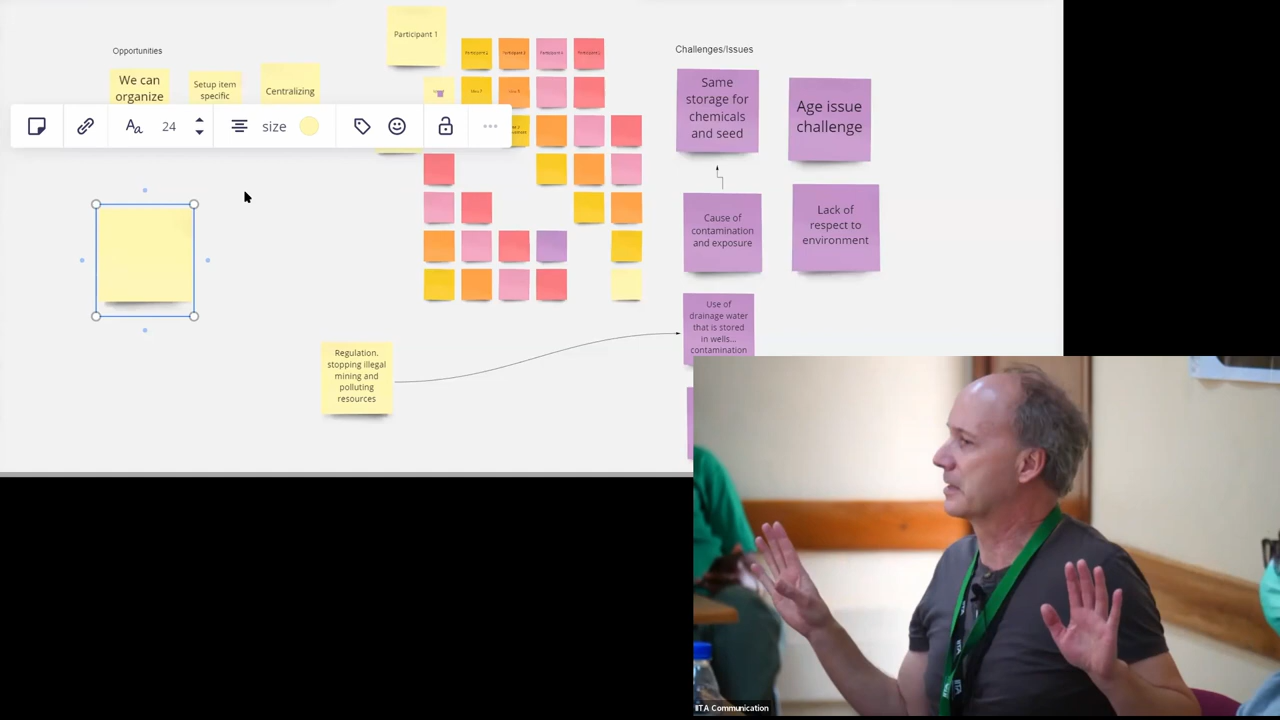 Opportunities
We can
organize
Setup item
specific
Centralizing
24
size
Participant 1
Regulation.
stopping illegal
mining and
polluting
resources
Challenges/Issues
Same
storage for
chemicals
and seed
Age issue
challenge
Cause of
contamination
and exposure
Lack of
respect to
environment
Use of
drainage water
that is stored
in wells...
contamination
IITA
IITA Communication